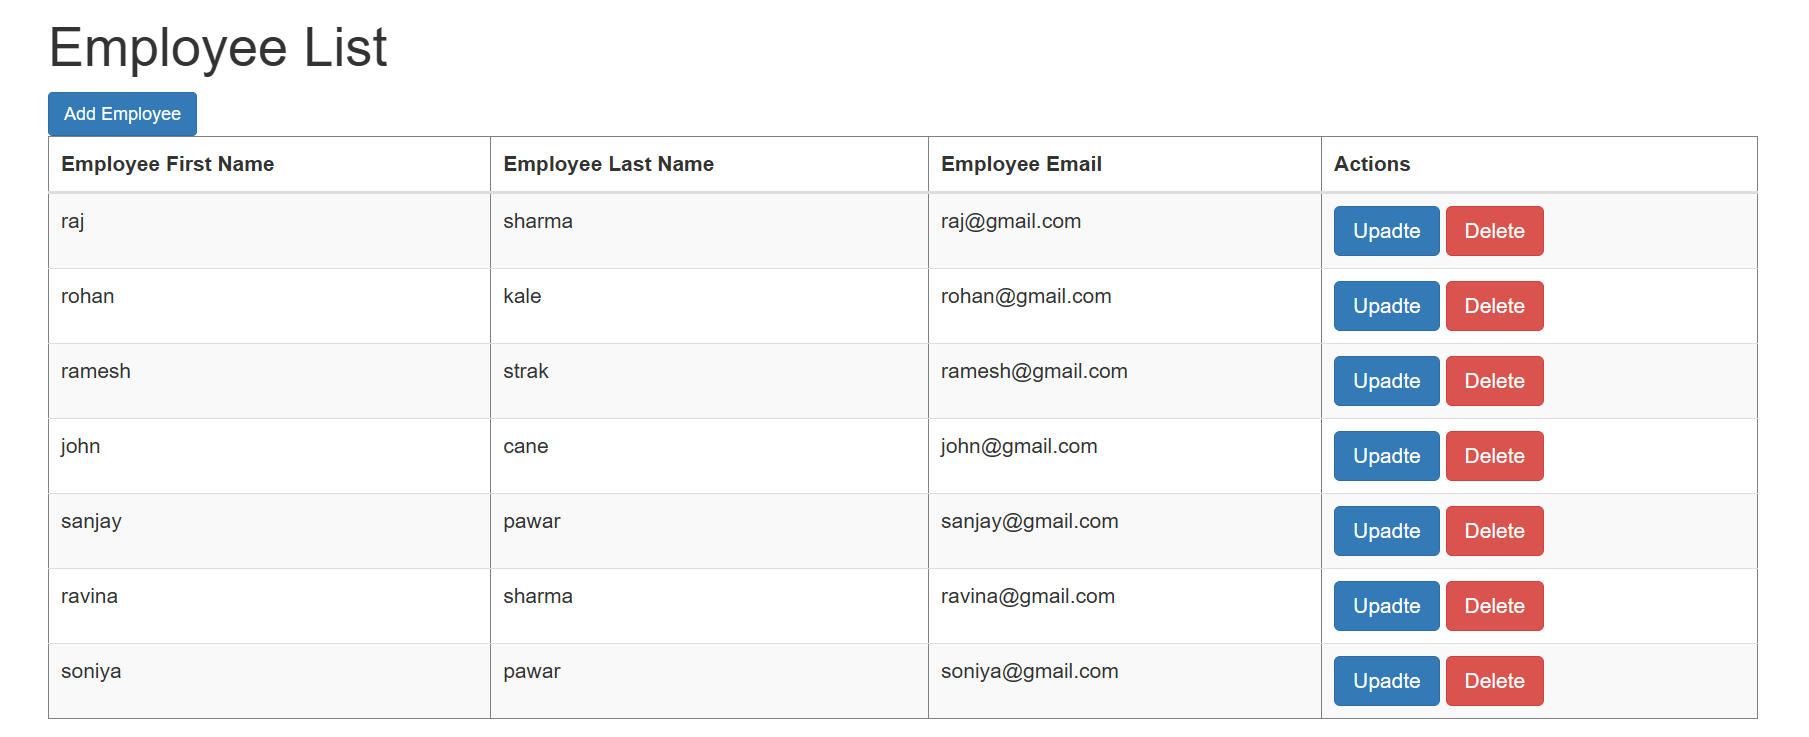 Employee List
Add Employee
Employee First Name Employee Last Name Employee Email Actions
raj sharma raj@gmail.com Upadte Delete
rohan kale rohan@gmail.com Upadte Delete
ramesh strak ramesh@gmail.com Upadte Delete
john cane john@gmail.com Upadte Delete
sanjay pawar sanjay@gmail.com Upadte Delete
ravina sharma ravina@gmail.com Upadte Delete
soniya pawar soniya@gmail.com Upadte Delete